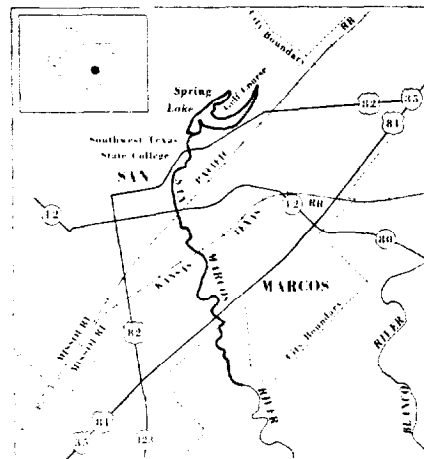 City Boundary
RR
Spring
Lake
Golf Course
82
35
81
Southwest Texas
State College
SAN
PACIFIC
SAN
12
TEXAS
12
RR
80
KANSAS
MARCOS
MARCOS
MISSOURI
MISSOURI
82
City Boundary
RIVER
RIVER
BLANCO
81
35
123